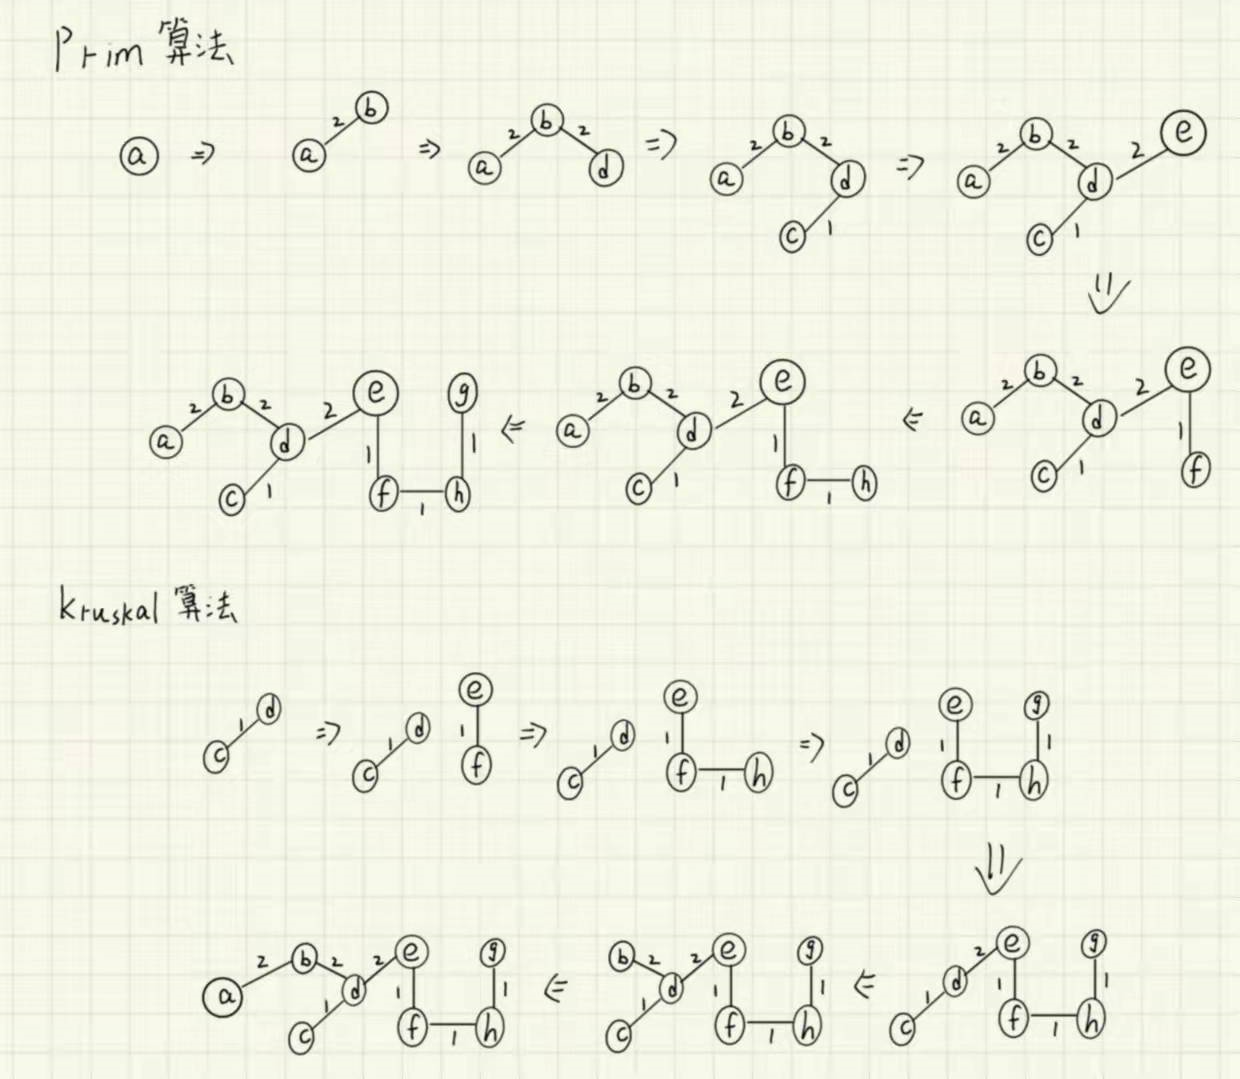 Prim 算法
a ⇒ a 2 b ⇒ a 2 b 2 d ⇒ a 2 b 2 d 1 c ⇒ a 2 b 2 d 1 c 2 e
⇓
a 2 b 2 d 1 c 2 e 1 f 1 h 1 g ⇐ a 2 b 2 d 1 c 2 e 1 f 1 h ⇐ a 2 b 2 d 1 c 2 e 1 f
kruskal 算法
c 1 d ⇒ c 1 d e 1 f ⇒ c 1 d e 1 f 1 h ⇒ c 1 d e 1 f 1 h 1 g
⇓
a 2 b 2 d 1 c 2 e 1 f 1 h 1 g ⇐ b 2 d 1 c 2 e 1 f 1 h 1 g ⇐ c 1 d 2 e 1 f 1 h 1 g